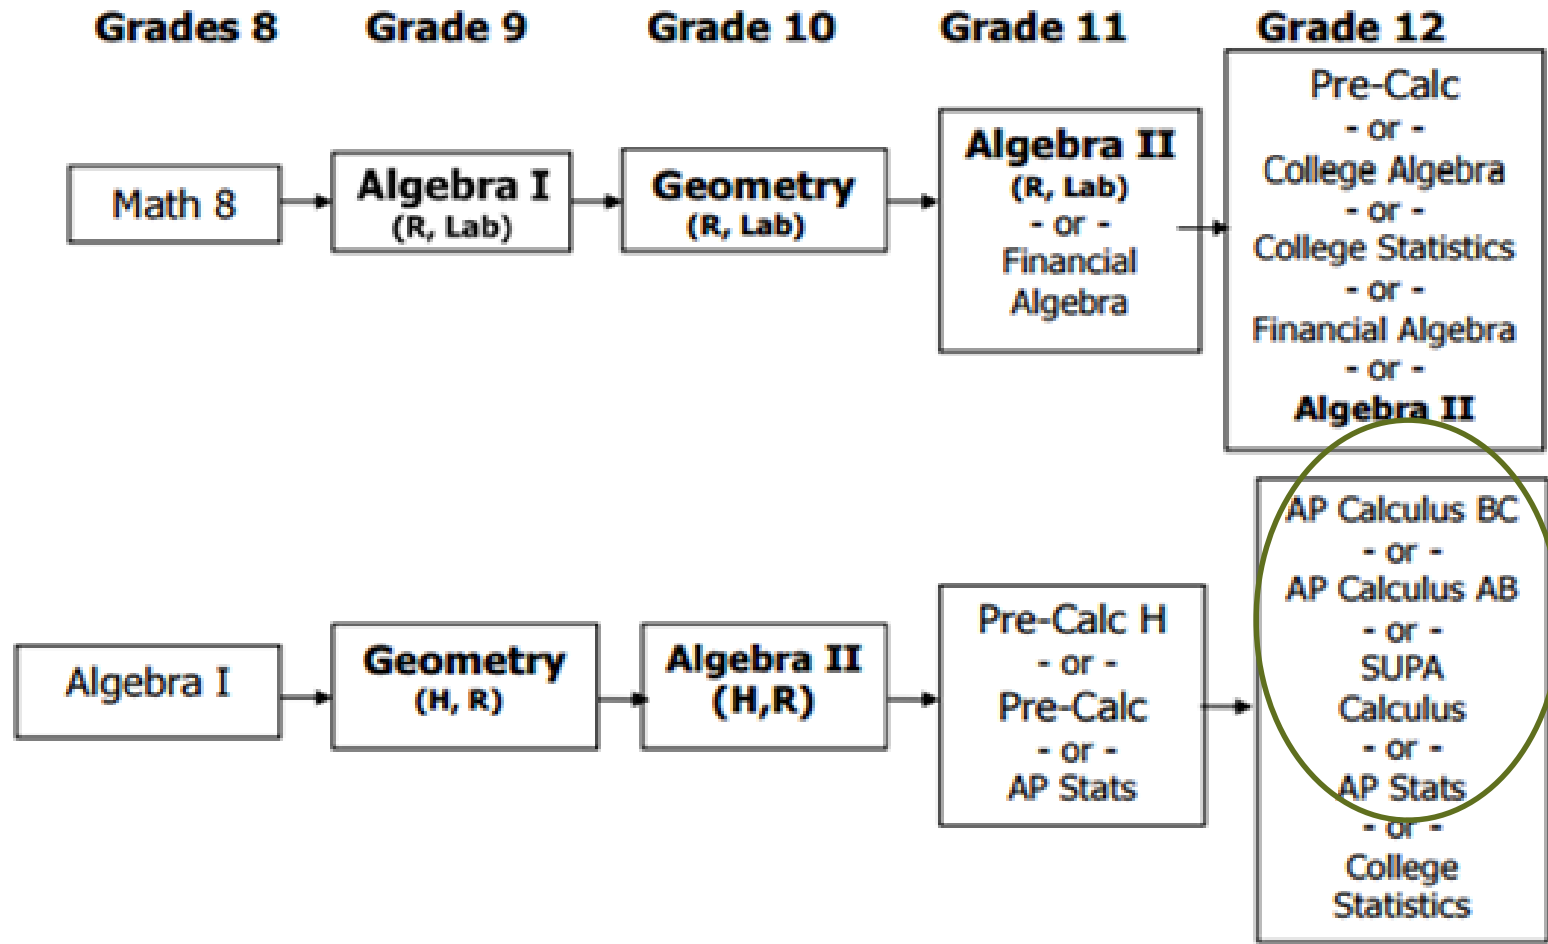 Grades 8
Grade 9
Grade 10
Grade 11
Grade 12
Math 8
Algebra I
(R, Lab)
Geometry
(R, Lab)
Algebra II
(R, Lab)
- or -
Financial
Algebra
Pre-Calc
- or -
College Algebra
- or -
College Statistics
- or -
Financial Algebra
- or -
Algebra II
Algebra I
Geometry
(H, R)
Algebra II
(H,R)
Pre-Calc H
- or -
Pre-Calc
- or -
AP Stats
AP Calculus BC
- or -
AP Calculus AB
- or -
SUPA
Calculus
- or -
AP Stats
- or -
College
Statistics